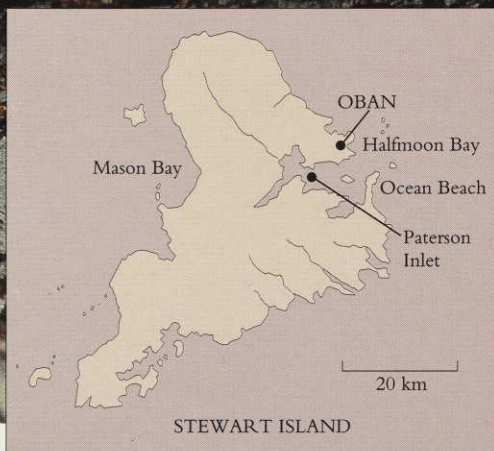 OBAN
Halfmoon Bay
Mason Bay
Ocean Beach
Paterson
Inlet
20 km
STEWART ISLAND